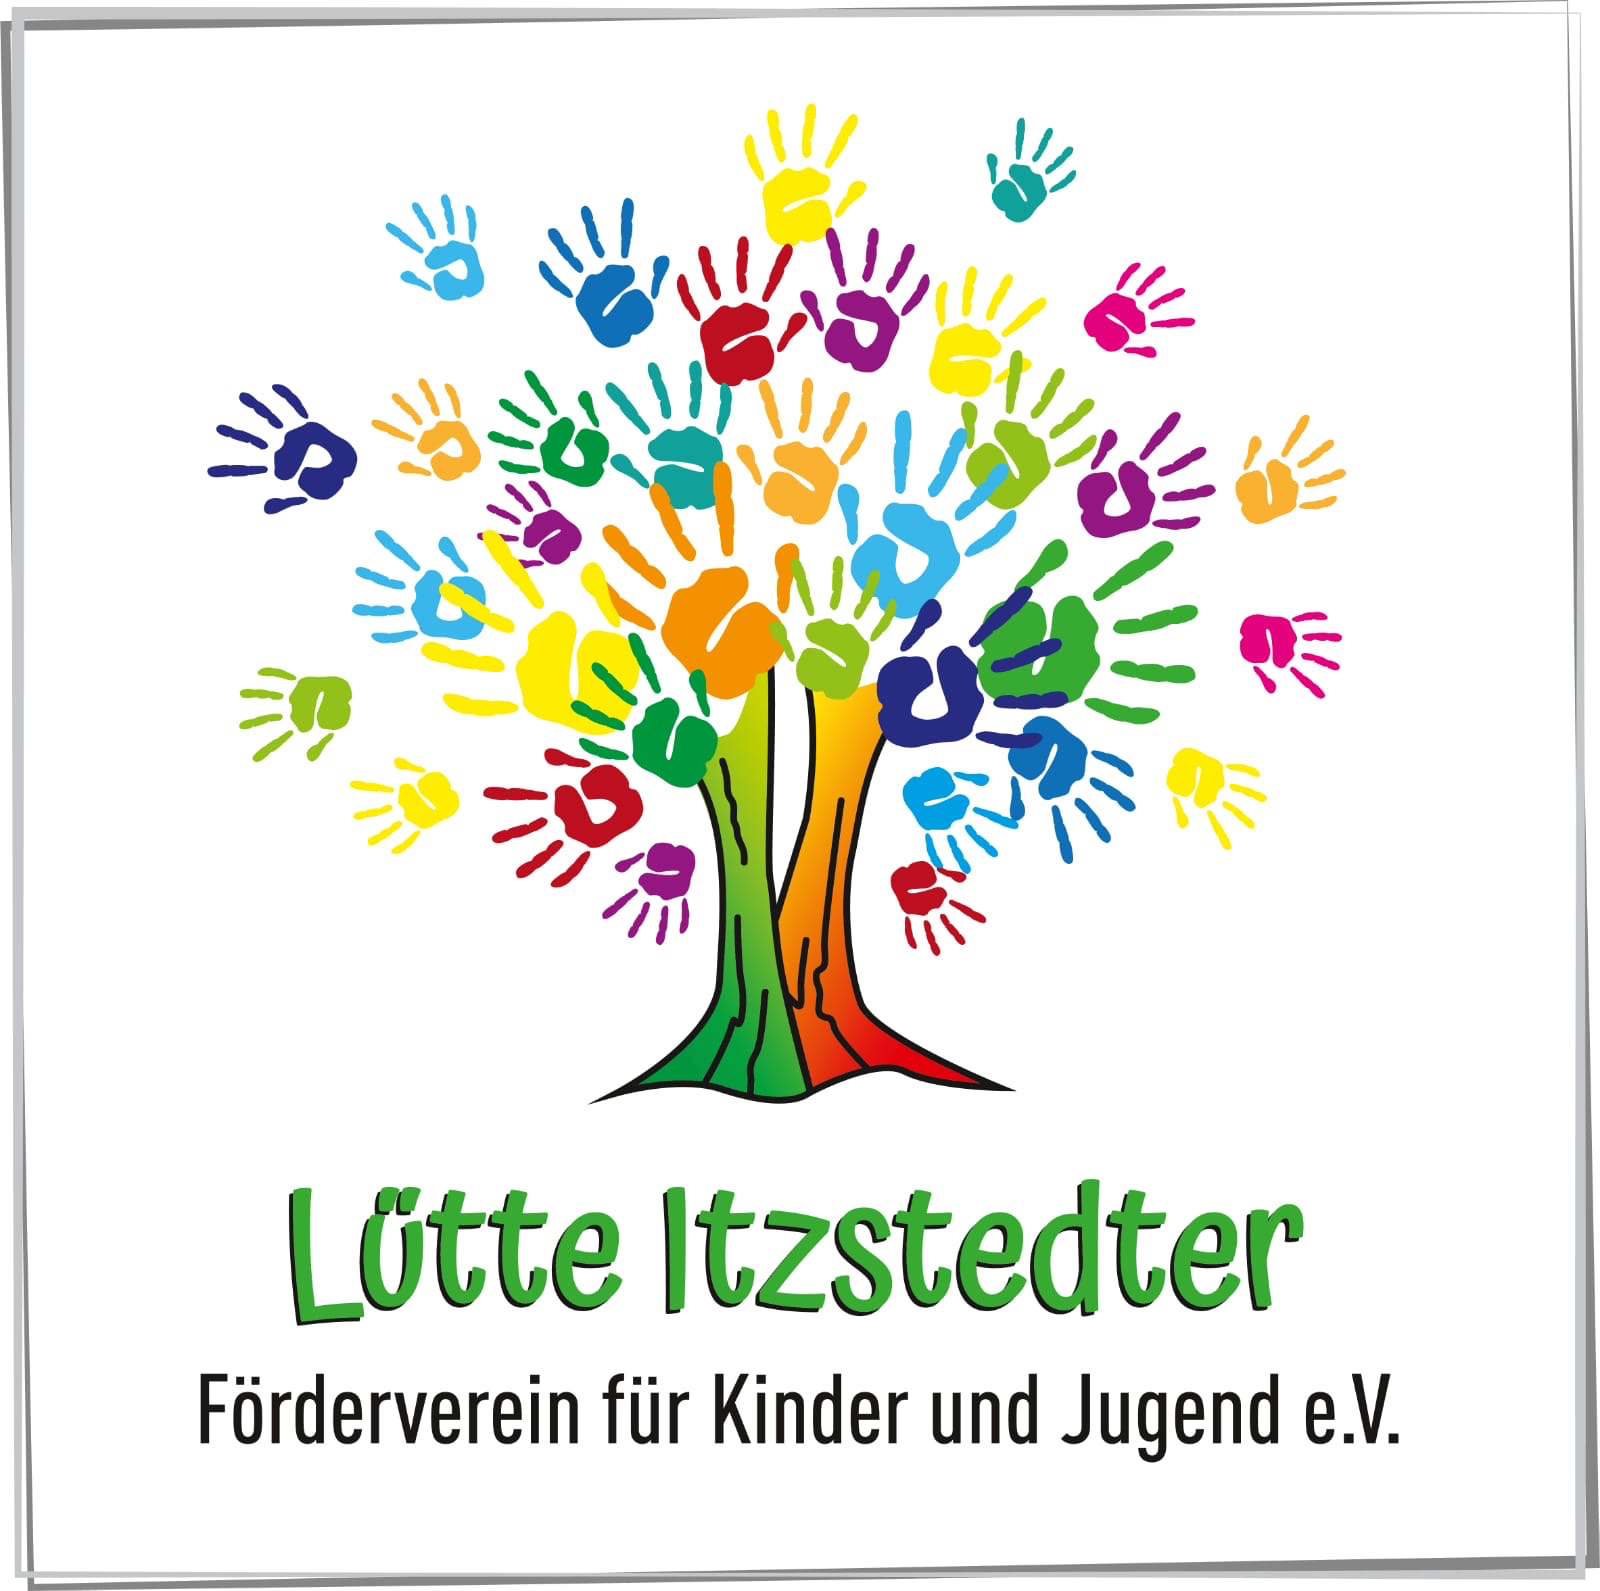 Lütte Itzstedter
Förderverein für Kinder und Jugend e.V.